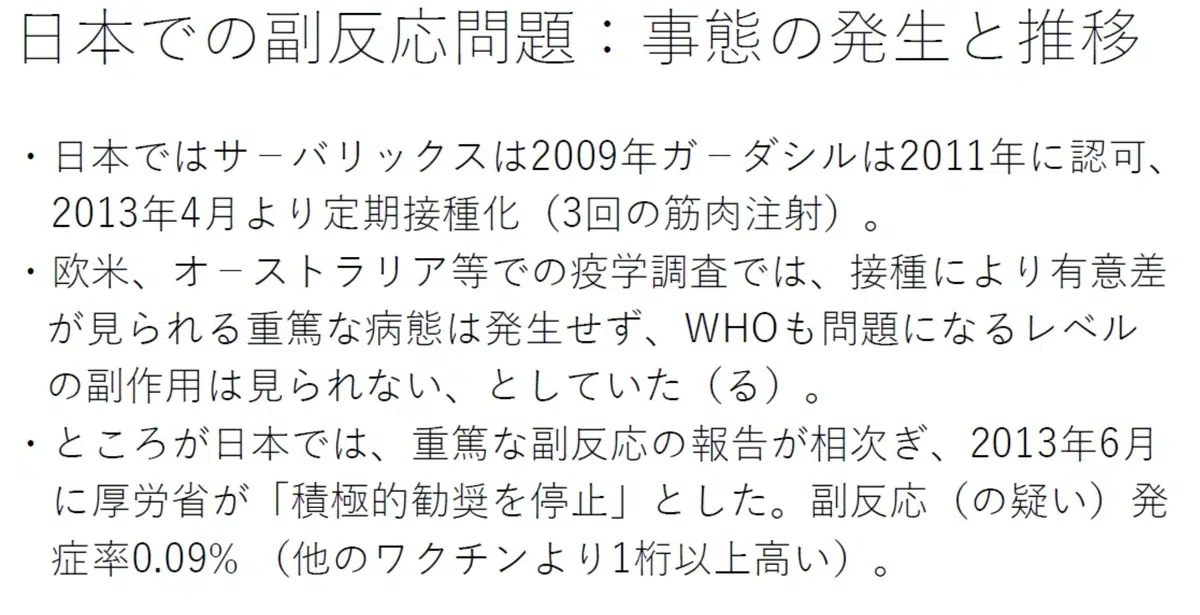 日本での副反応問題：事態の発生と推移
・日本ではサ－バリックスは2009年ガ－ダシルは2011年に認可、
2013年4月より定期接種化（3回の筋肉注射）。
・欧米、オ－ストラリア等での疫学調査では、接種により有意差
が見られる重篤な病態は発生せず、WHOも問題になるレベル
の副作用は見られない、としていた（る）。
・ところが日本では、重篤な副反応の報告が相次ぎ、2013年6月
に厚労省が「積極的勧奨を停止」とした。副反応（の疑い）発
症率0.09% （他のワクチンより1桁以上高い）。